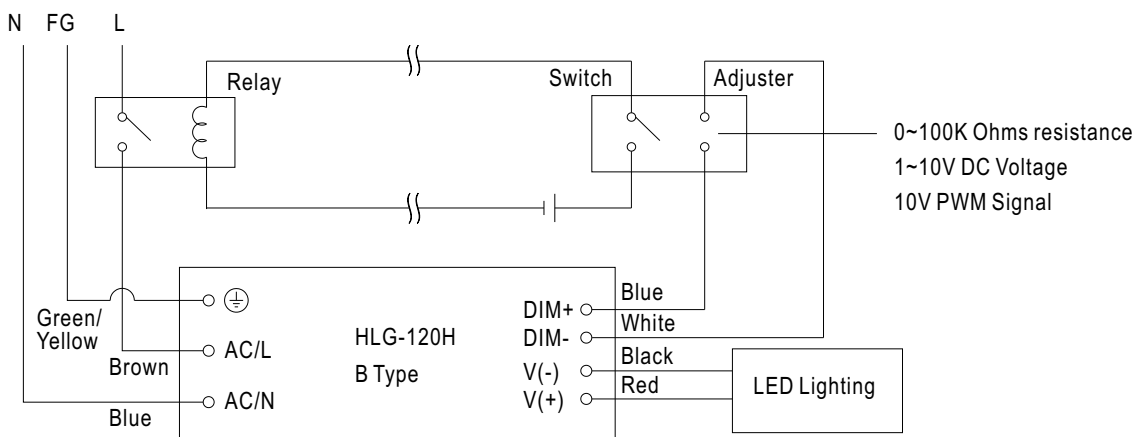 N FG L
Relay
Switch
Adjuster
0~100K Ohms resistance
1~10V DC Voltage
10V PWM Signal
Green/
Yellow
Brown
Blue
AC/L
AC/N
HLG-120H
B Type
DIM+
DIM-
V(-)
V(+)
Blue
White
Black
Red
LED Lighting